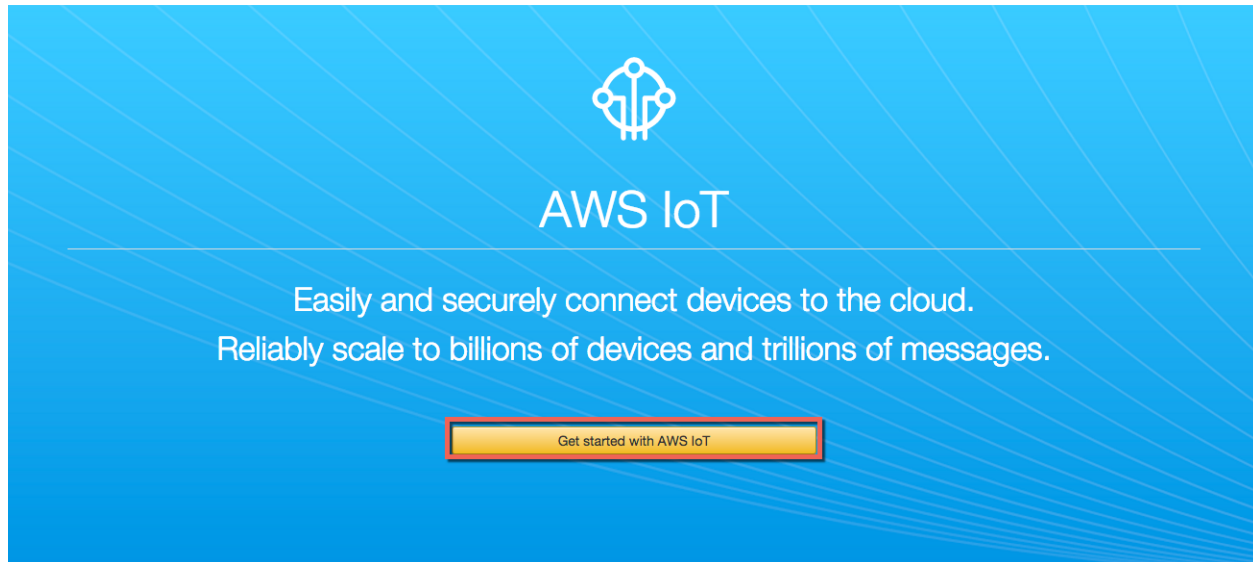 AWS IoT
Easily and securely connect devices to the cloud.
Reliably scale to billions of devices and trillions of messages.
Get started with AWS IoT